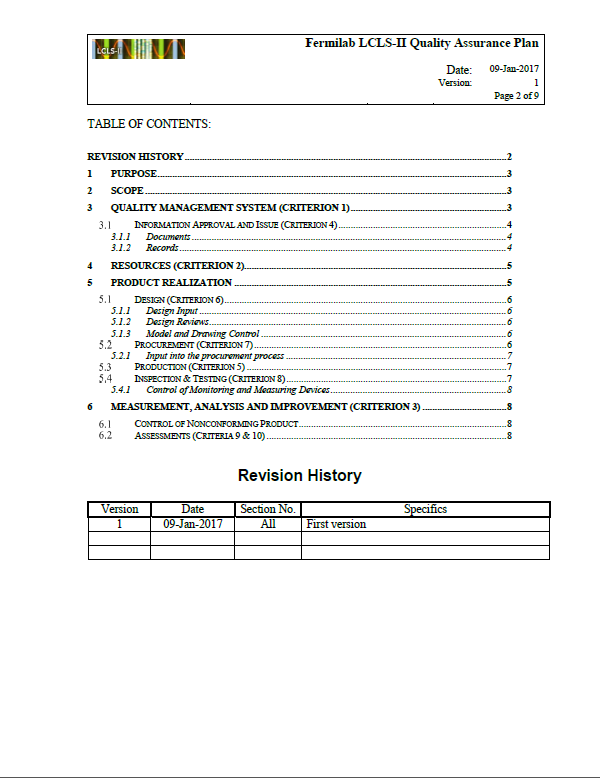 LCLS-II
Fermilab LCLS-II Quality Assurance Plan
Date: 09-Jan-2017
Version: 1
Page 2 of 9
TABLE OF CONTENTS:
REVISION HISTORY 2
1 PURPOSE 3
2 SCOPE 3
3 QUALITY MANAGEMENT SYSTEM (CRITERION 1) 3
3.1 INFORMATION APPROVAL AND ISSUE (CRITERION 4) 4
3.1.1 Documents 4
3.1.2 Records 4
4 RESOURCES (CRITERION 2) 5
5 PRODUCT REALIZATION 5
5.1 DESIGN (CRITERION 6) 6
5.1.1 Design Input 6
5.1.2 Design Reviews 6
5.1.3 Model and Drawing Control 6
5.2 PROCUREMENT (CRITERION 7) 6
5.2.1 Input into the procurement process 7
5.3 PRODUCTION (CRITERION 5) 7
5.4 INSPECTION & TESTING (CRITERION 8) 7
5.4.1 Control of Monitoring and Measuring Devices 8
6 MEASUREMENT, ANALYSIS AND IMPROVEMENT (CRITERION 3) 8
6.1 CONTROL OF NONCONFORMING PRODUCT 8
6.2 ASSESSMENTS (CRITERIA 9 & 10) 8
Revision History
Version Date Section No. Specifics
1 09-Jan-2017 All First version